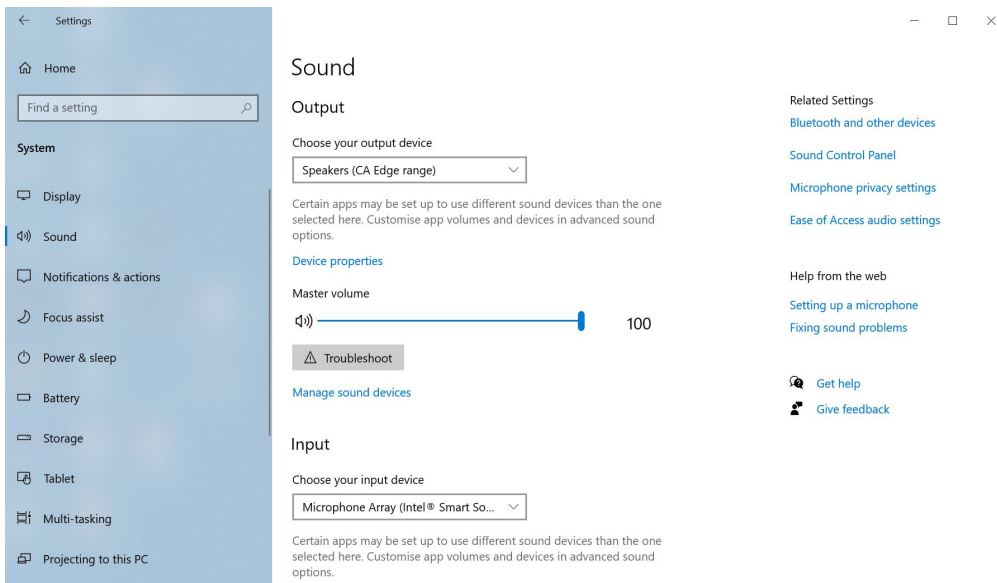 Settings
Home
Find a setting
System
Display
Sound
Notifications & actions
Focus assist
Power & sleep
Battery
Storage
Tablet
Multi-tasking
Projecting to this PC
Sound
Output
Choose your output device
Speakers (CA Edge range)
Certain apps may be set up to use different sound devices than the one
selected here. Customise app volumes and devices in advanced sound
options.
Device properties
Master volume
100
Troubleshoot
Manage sound devices
Input
Choose your input device
Microphone Array (Intel® Smart So...
Certain apps may be set up to use different sound devices than the one
selected here. Customise app volumes and devices in advanced sound
options.
Related Settings
Bluetooth and other devices
Sound Control Panel
Microphone privacy settings
Ease of Access audio settings
Help from the web
Setting up a microphone
Fixing sound problems
Get help
Give feedback